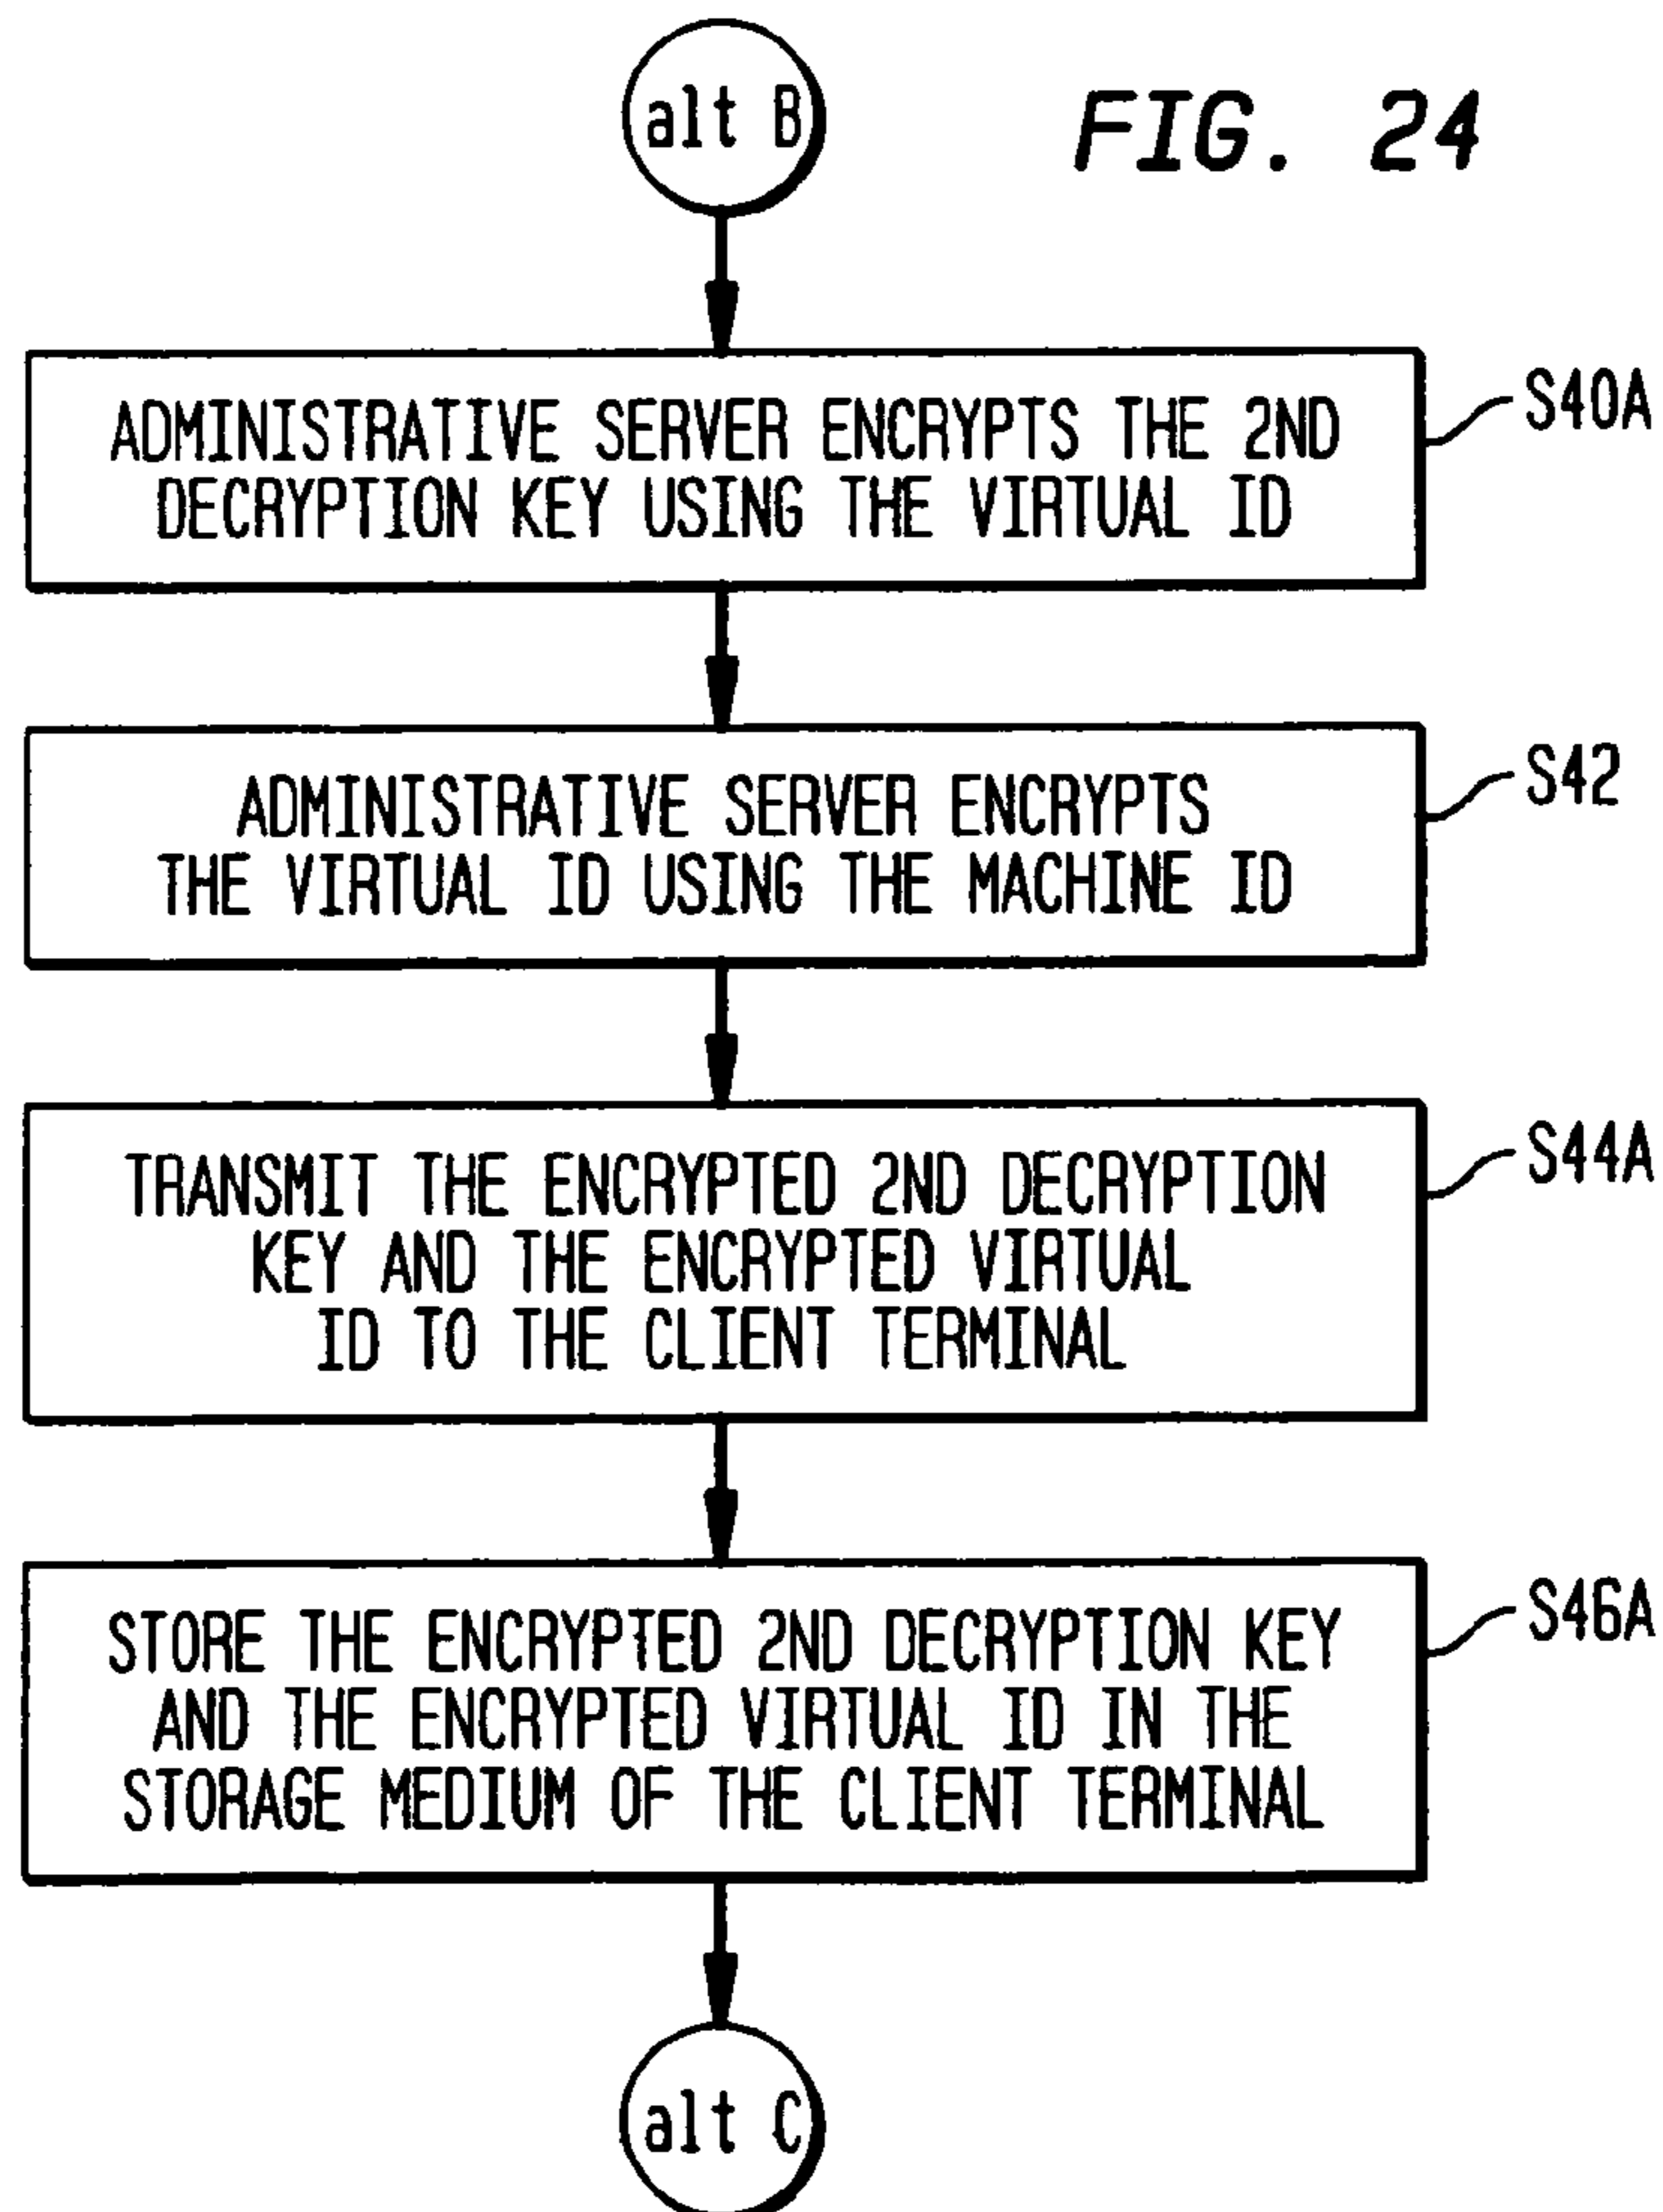 alt B
FIG. 24
ADMINISTRATIVE SERVER ENCRYPTS THE 2ND
DECRYPTION KEY USING THE VIRTUAL ID
S40A
ADMINISTRATIVE SERVER ENCRYPTS
THE VIRTUAL ID USING THE MACHINE ID
S42
TRANSMIT THE ENCRYPTED 2ND DECRYPTION
KEY AND THE ENCRYPTED VIRTUAL
ID TO THE CLIENT TERMINAL
S44A
STORE THE ENCRYPTED 2ND DECRYPTION KEY
AND THE ENCRYPTED VIRTUAL ID IN THE
STORAGE MEDIUM OF THE CLIENT TERMINAL
S46A
alt C